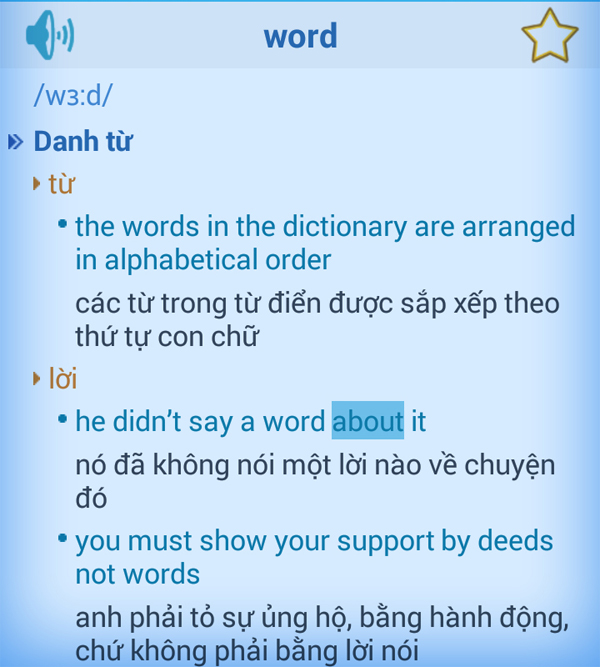 word
/wɜ:d/
Danh từ
từ
the words in the dictionary are arranged
in alphabetical order
các từ trong từ điển được sắp xếp theo
thứ tự con chữ
lời
he didn't say a word about it
nó đã không nói một lời nào về chuyện
đó
you must show your support by deeds
not words
anh phải tỏ sự ủng hộ, bằng hành động,
chứ không phải bằng lời nói